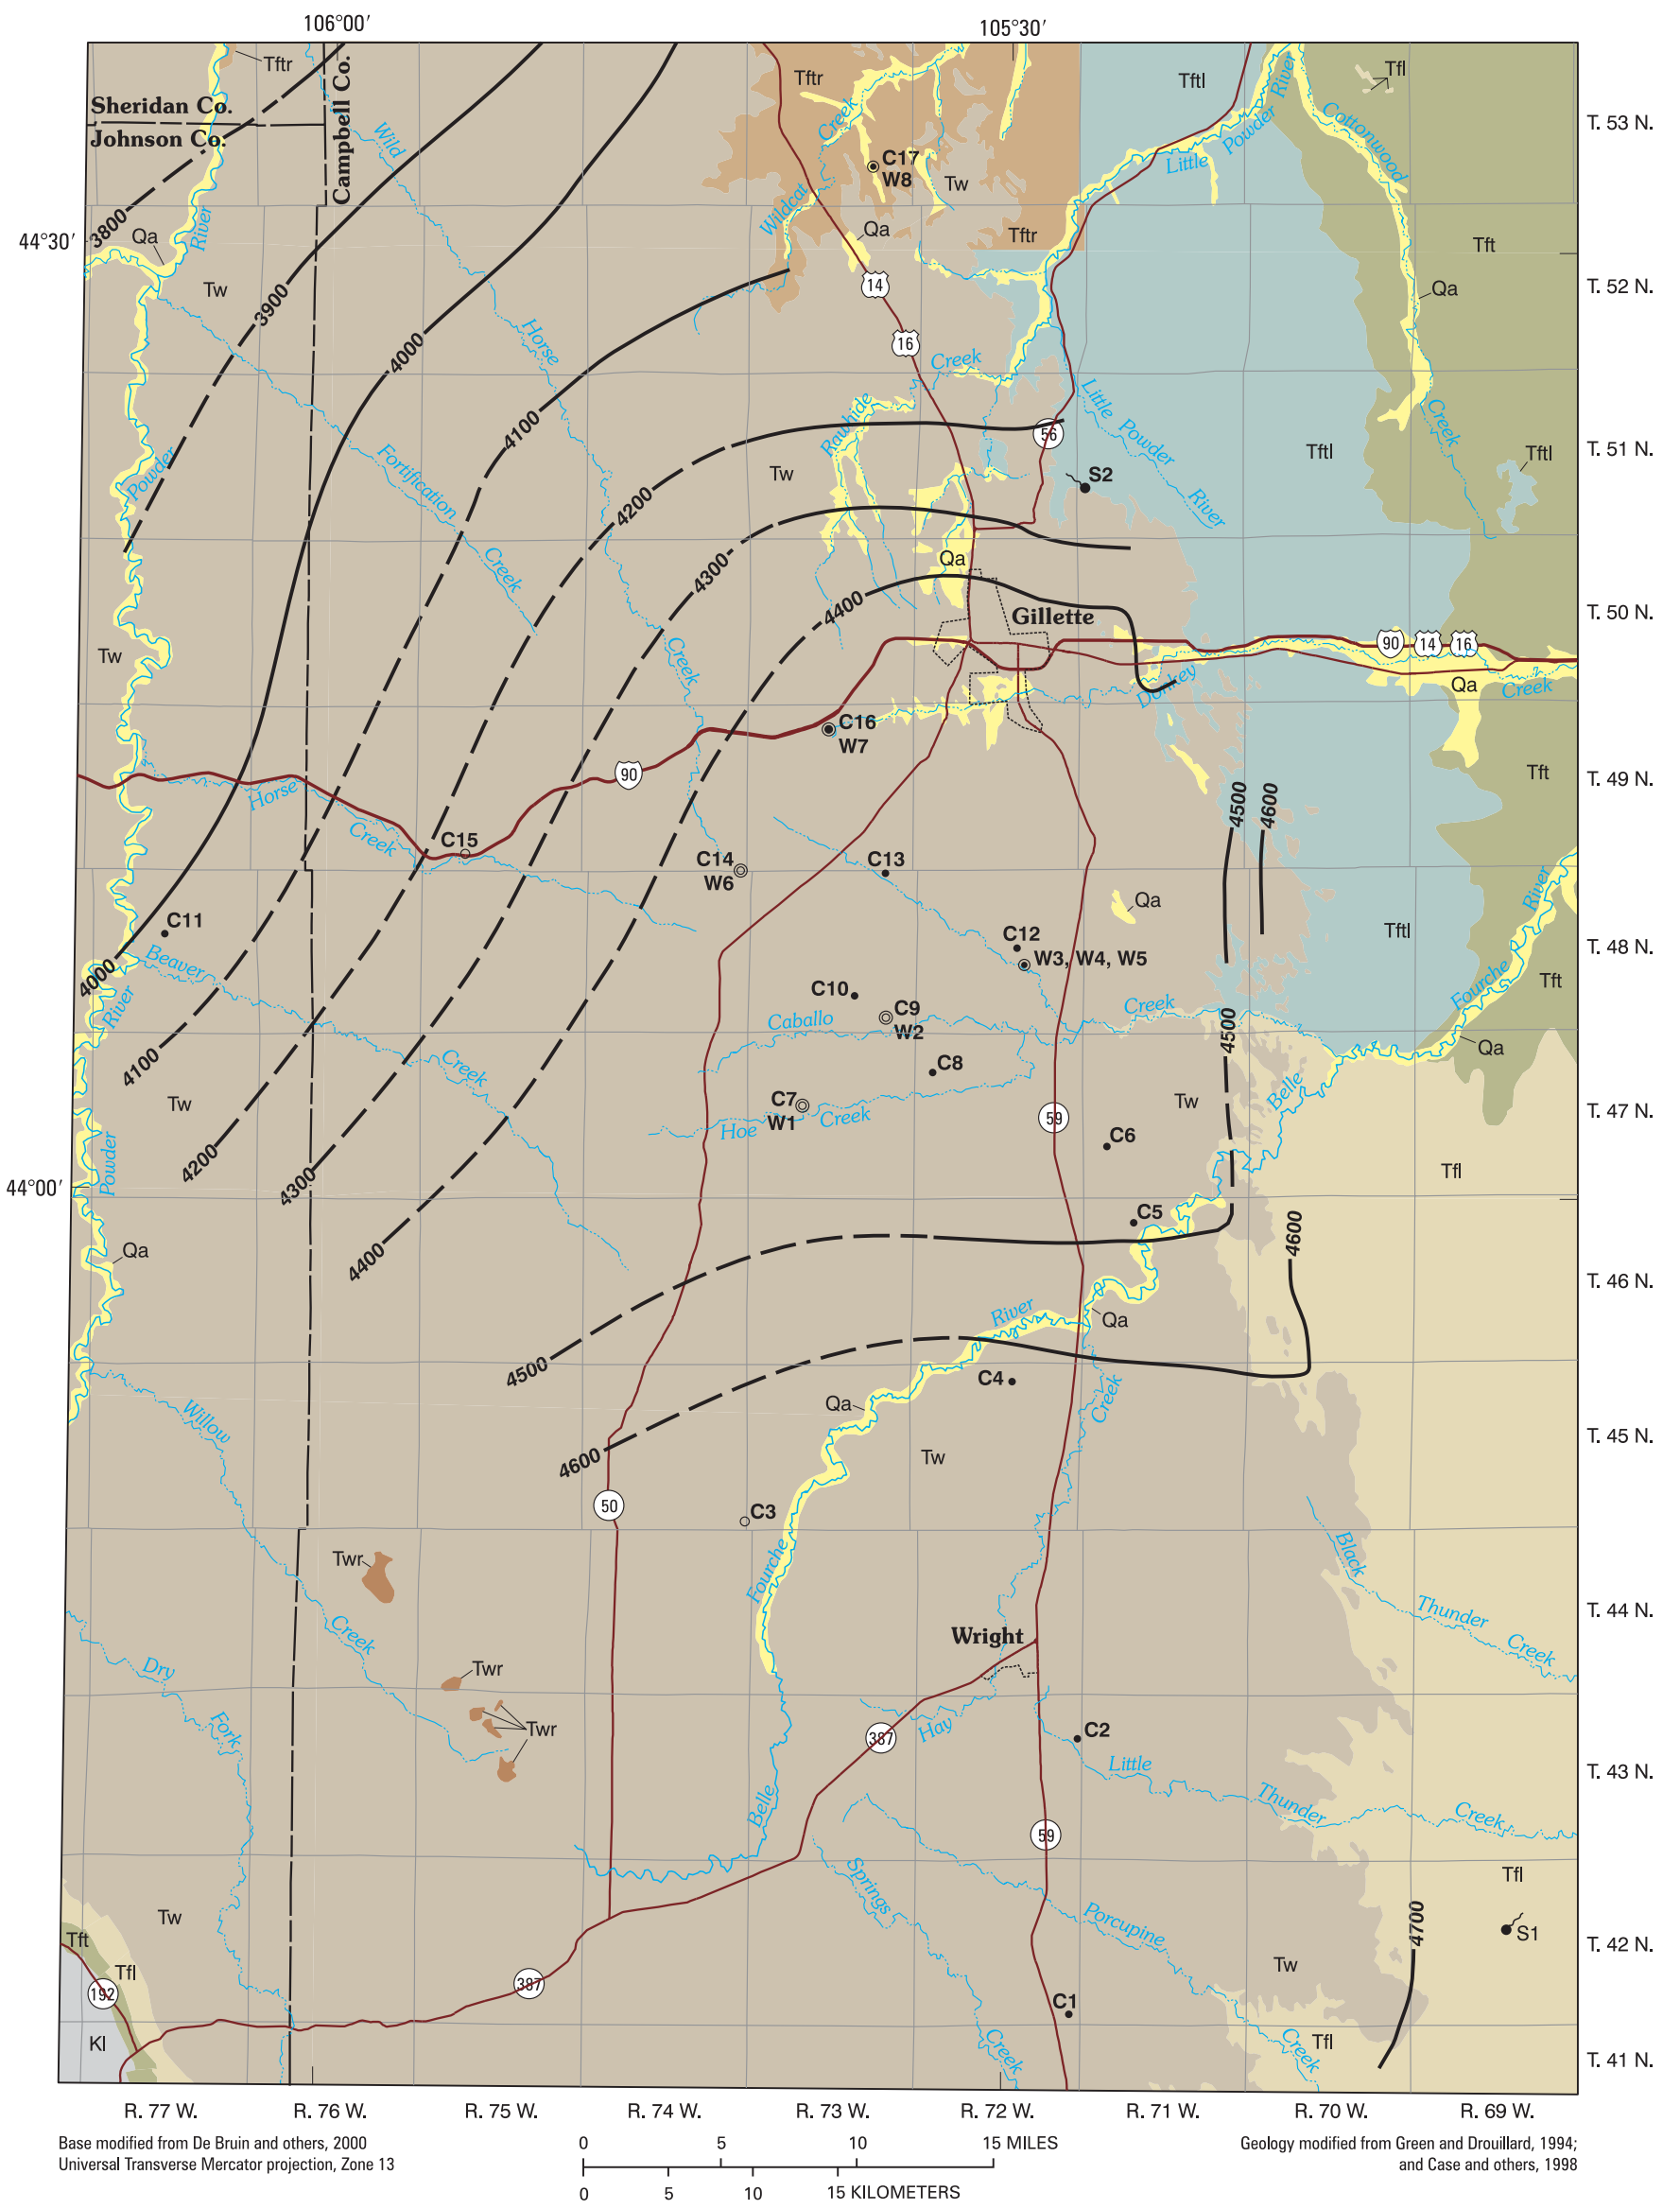 106°00′
105°30′
Tftr
Tftr
Tftl
Tfl
River
Sheridan Co.
Johnson Co.
Campbell Co.
Wild
Creek
Powder
Little
Cottonwood
T. 53 N.
C17
W8
Tw
Wildcat
3800
44°30′
Qa
River
Qa
Tftr
Tft
Tw
14
Qa
T. 52 N.
3900
Horse
16
4000
Creek
Little
Powder
River
Creek
4100
Rawhide
56
Tftl
Tftl
T. 51 N.
Powder
Fortification
Creek
Tw
S2
4200
4300
Qa
4400
Gillette
T. 50 N.
Tw
Creek
90
14
16
Qa
Donkey
Creek
C16
W7
90
Horse
Creek
4500
4600
Tft
T. 49 N.
C15
C14
W6
C13
Qa
River
C11
C12
W3, W4, W5
Tftl
T. 48 N.
Beaver
4000
River
C10
C9
W2
Caballo
Creek
Fourche
Tft
4500
Qa
4100
Creek
C8
Tw
C7
W1
Hoe
Creek
Tw
Belle
59
T. 47 N.
C6
4200
4300
Powder
44°00′
Tfl
C5
4600
Qa
4400
T. 46 N.
River
Qa
4500
C4
Creek
Qa
Willow
Tw
T. 45 N.
4600
50
C3
Fourche
Twr
Black
Thunder
Creek
T. 44 N.
Creek
Wright
Dry
Fork
Twr
Twr
Hay
387
C2
Little
Thunder
Creek
T. 43 N.
Belle
59
Springs
Tfl
Tw
Porcupine
4700
S1
Tft
Tfl
192
Tw
T. 42 N.
387
C1
Kl
Creek
Tfl
Creek
T. 41 N.
R. 77 W.
R. 76 W.
R. 75 W.
R. 74 W.
R. 73 W.
R. 72 W.
R. 71 W.
R. 70 W.
R. 69 W.
Base modified from De Bruin and others, 2000
Universal Transverse Mercator projection, Zone 13
0 5 10 15 MILES
0 5 10 15 KILOMETERS
Geology modified from Green and Drouillard, 1994;
and Case and others, 1998